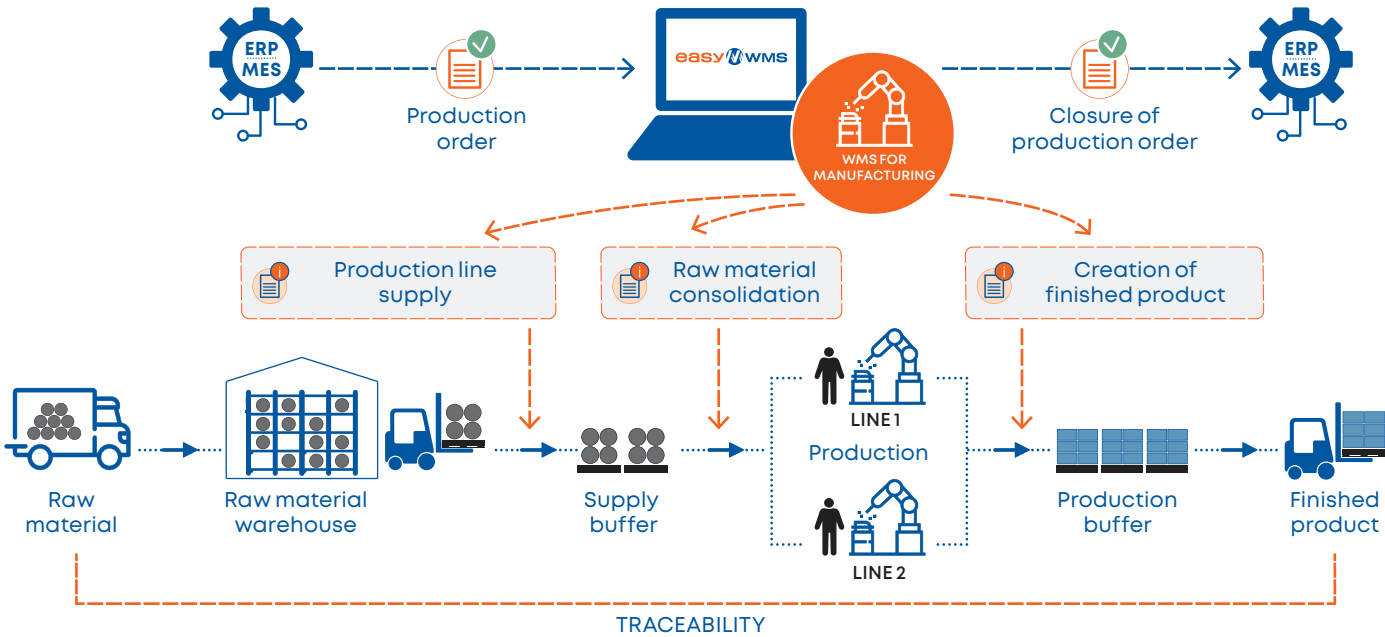 ERP
MES
easy WMS
ERP
MES
Production
order
Closure of
production order
WMS FOR
MANUFACTURING
Production line
supply
Raw material
consolidation
Creation of
finished product
LINE 1
Production
Raw
material
Raw material
warehouse
Supply
buffer
Production
buffer
Finished
product
LINE 2
TRACEABILITY